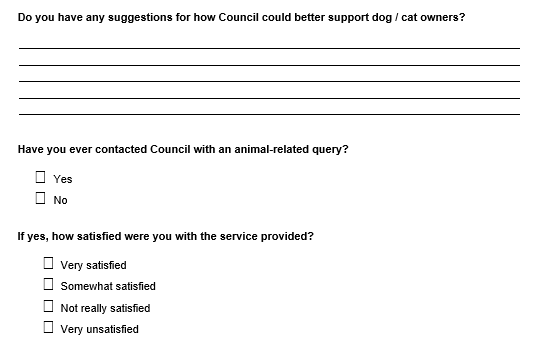 Do you have any suggestions for how Council could better support dog / cat owners?
Have you ever contacted Council with an animal-related query?
Yes
No
If yes, how satisfied were you with the service provided?
Very satisfied
Somewhat satisfied
Not really satisfied
Very unsatisfied